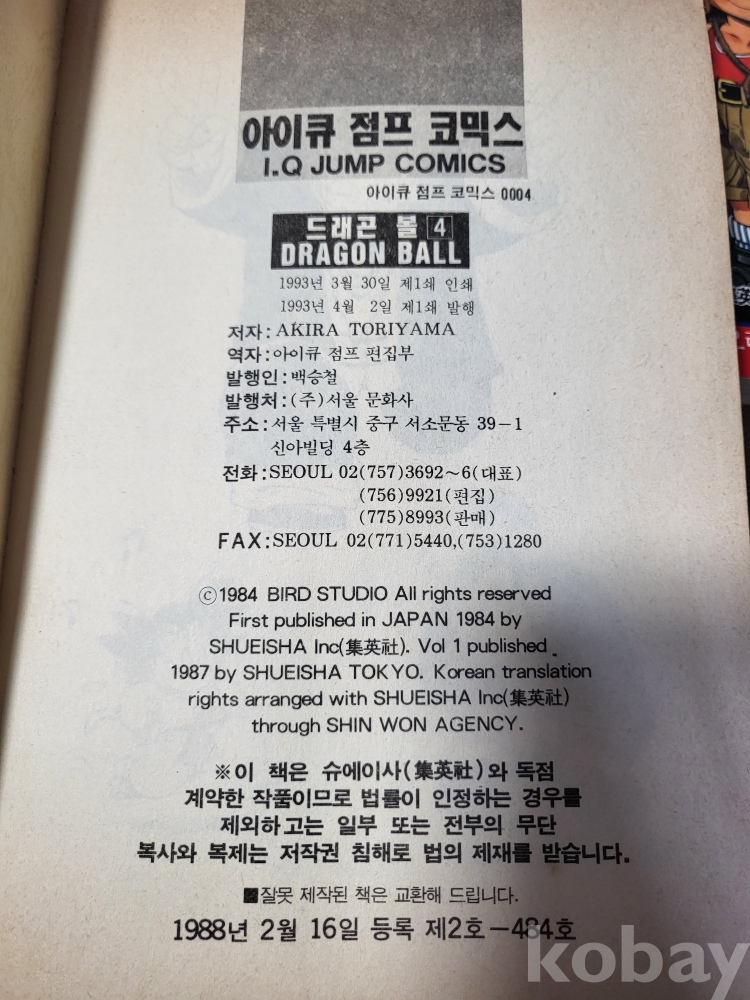 아이큐 점프 코믹스
I.Q JUMP COMICS
아이큐 점프 코믹스 0004
드래곤 볼 4
DRAGON BALL
1993년 3월 30일 제1쇄 인쇄
1993년 4월 2일 제1쇄 발행
저자:AKIRA TORIYAMA
역자:아이큐 점프 편집부
발행인:백승철
발행처:(주)서울 문화사
주소:서울 특별시 중구 서소문동 39-1
신아빌딩 4층
전화:SEOUL 02(757)3692~6(대표)
(756)9921(편집)
(775)8993(판매)
FAX:SEOUL 02(771)5440,(753)1280
©1984 BIRD STUDIO All rights reserved
First published in JAPAN 1984 by
SHUEISHA Inc(集英社). Vol 1 published
1987 by SHUEISHA TOKYO. Korean translation
rights arranged with SHUEISHA Inc(集英社)
through SHIN WON AGENCY.
※이 책은 슈에이사(集英社)와 독점
계약한 작품이므로 법률이 인정하는 경우를
제외하고는 일부 또는 전부의 무단
복사와 복제는 저작권 침해로 법의 제재를 받습니다.
■잘못 제작된 책은 교환해 드립니다.
1988년 2월 16일 등록 제2호-484호
kobay